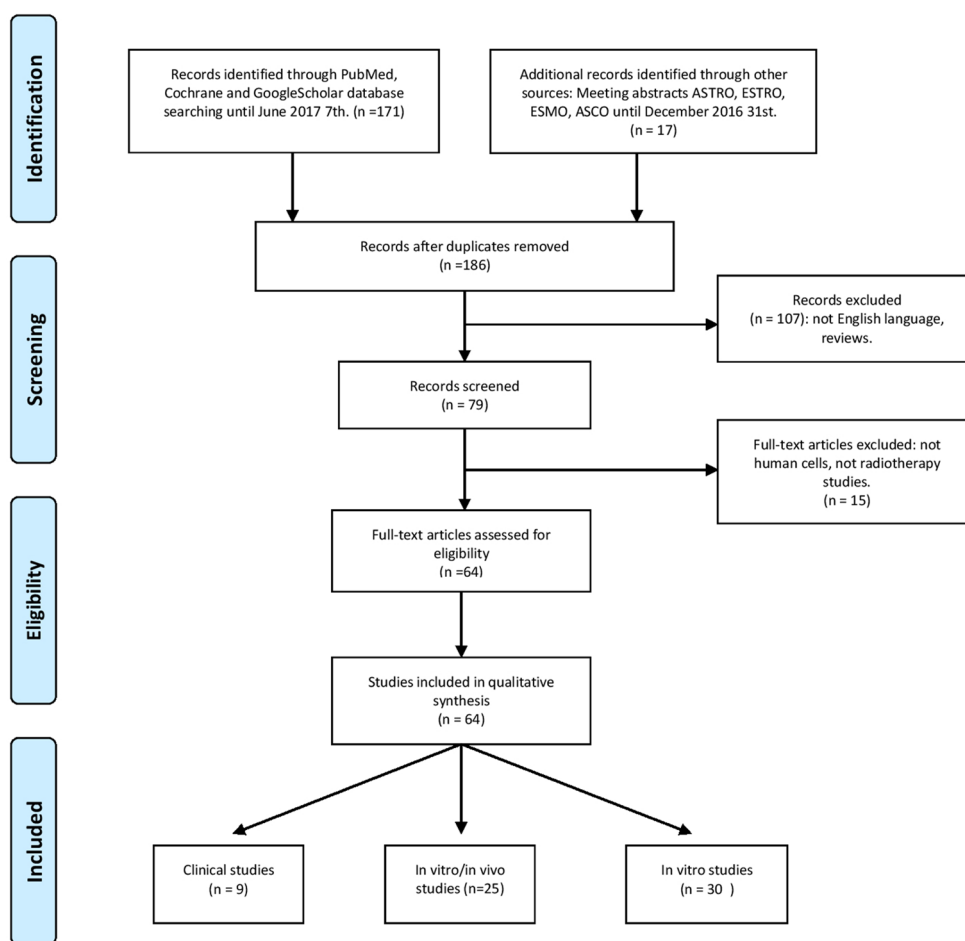 Identification
Records identified through PubMed,
Cochrane and GoogleScholar database
searching until June 2017 7th. (n =171)
Additional records identified through other
sources: Meeting abstracts ASTRO, ESTRO,
ESMO, ASCO until December 2016 31st.
(n = 17)
Records after duplicates removed
(n =186)
Screening
Records excluded
(n = 107): not English language,
reviews.
Records screened
(n = 79)
Full-text articles excluded: not
human cells, not radiotherapy
studies.
(n = 15)
Eligibility
Full-text articles assessed for
eligibility
(n =64)
Studies included in qualitative
synthesis
(n = 64)
Included
Clinical studies
(n = 9)
In vitro/in vivo
studies (n=25)
In vitro studies
(n = 30 )